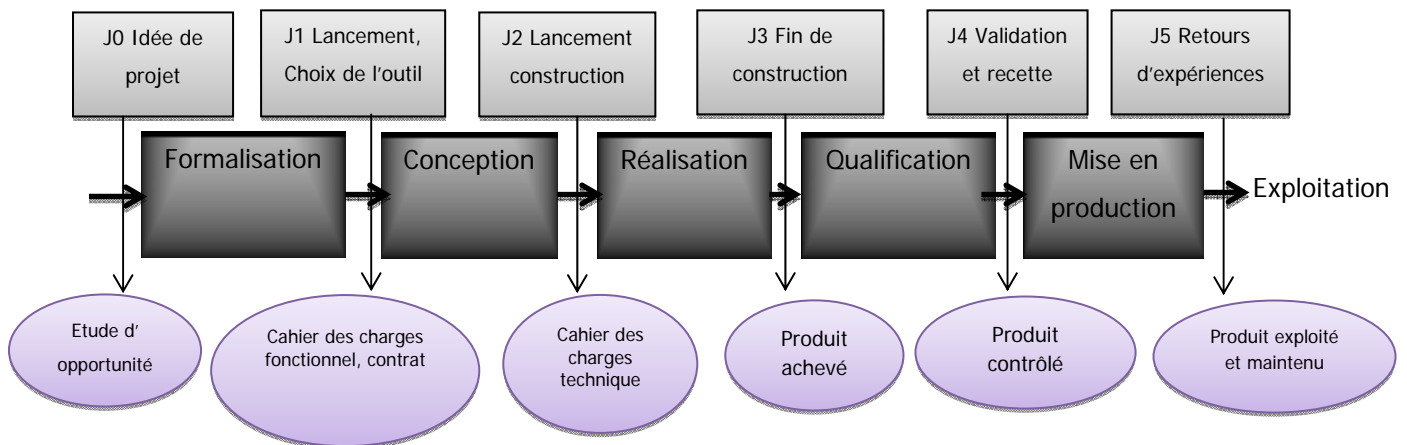 J0 Idée de
projet
J1 Lancement,
Choix de l'outil
J2 Lancement
construction
J3 Fin de
construction
J4 Validation
et recette
J5 Retours
d'expériences
Formalisation
Conception
Réalisation
Qualification
Mise en
production
Exploitation
Etude d'
opportunité
Cahier des charges
fonctionnel, contrat
Cahier des
charges
technique
Produit
achevé
Produit
contrôlé
Produit exploité
et maintenu